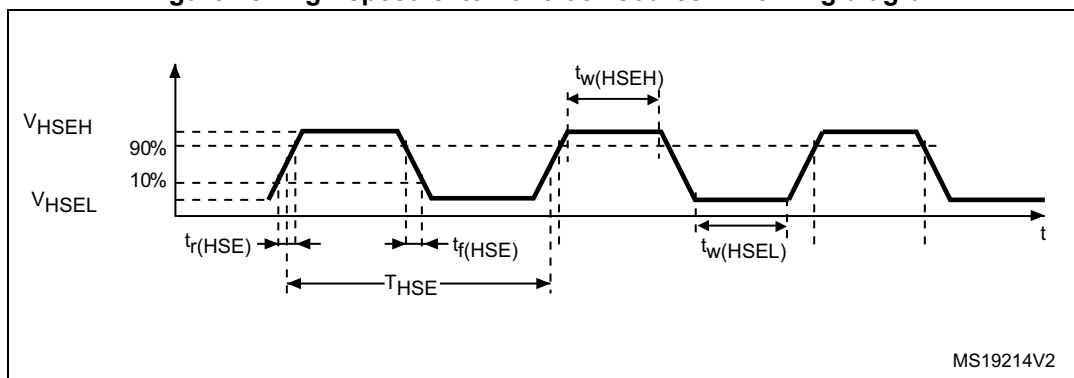 tw(HSEH)
VHSEH
90%
10%
VHSEL
tr(HSE)
tf(HSE)
tw(HSEL)
t
THSE
MS19214V2